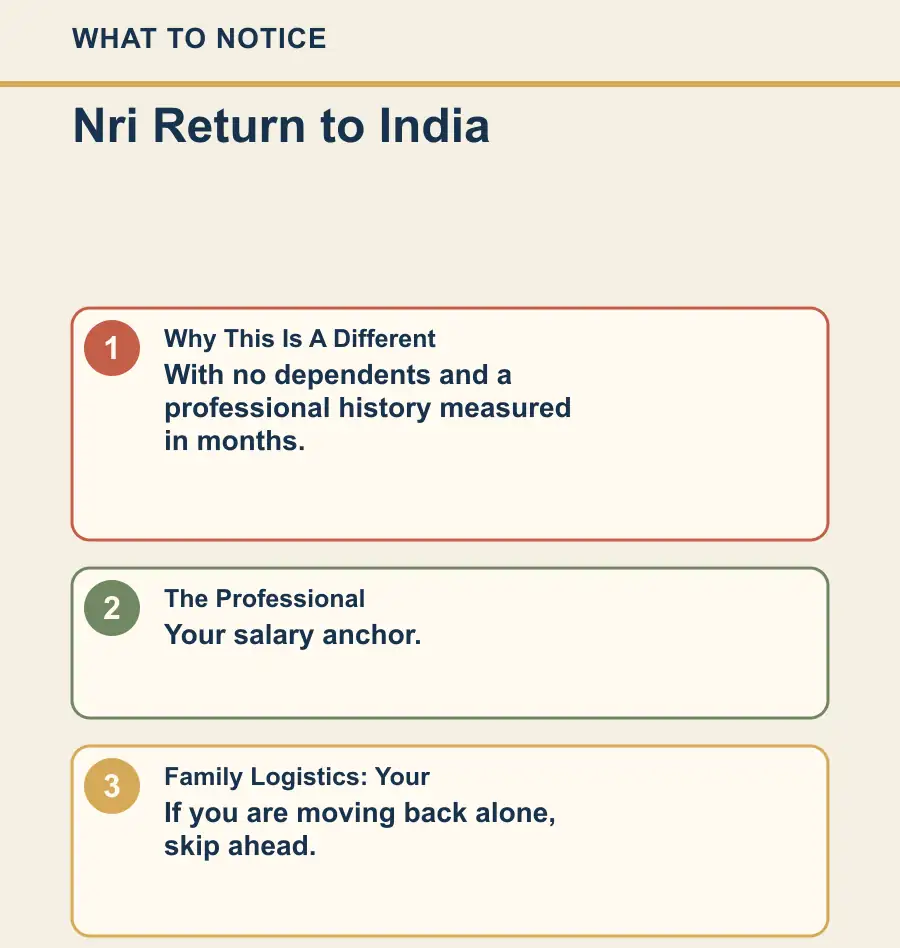 WHAT TO NOTICE
Nri Return to India
1
Why This Is A Different
With no dependents and a
professional history measured
in months.
2
The Professional
Your salary anchor.
3
Family Logistics: Your
If you are moving back alone,
skip ahead.